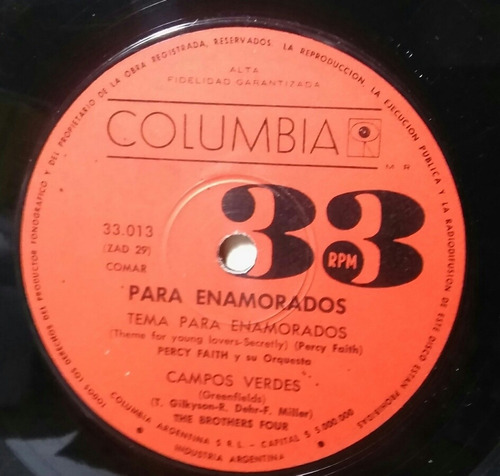 TODOS LOS DERECHOS DEL PRODUCTOR FONOGRAFICO Y DEL PROPIETARIO DE LA OBRA REGISTRADA, RESERVADOS. LA REPRODUCCION, LA EJECUCION PUBLICA Y LA RADIODIFUSION DE ESTE DISCO ESTAN PROHIBIDAS
ALTA
FIDELIDAD GARANTIZADA
COLUMBIA
M R
33 RPM
33.013
(ZAD 29)
COMAR
PARA ENAMORADOS
TEMA PARA ENAMORADOS
(Theme for young lovers-Secretly) (Percy Faith)
PERCY FAITH y su Orquesta
CAMPOS VERDES
(Greenfields)
(T. Gilkyson-R. Dehr-F. Miller)
THE BROTHERS FOUR
COLUMBIA ARGENTINA S R L - CAPITAL $ 5.000.000
INDUSTRIA ARGENTINA